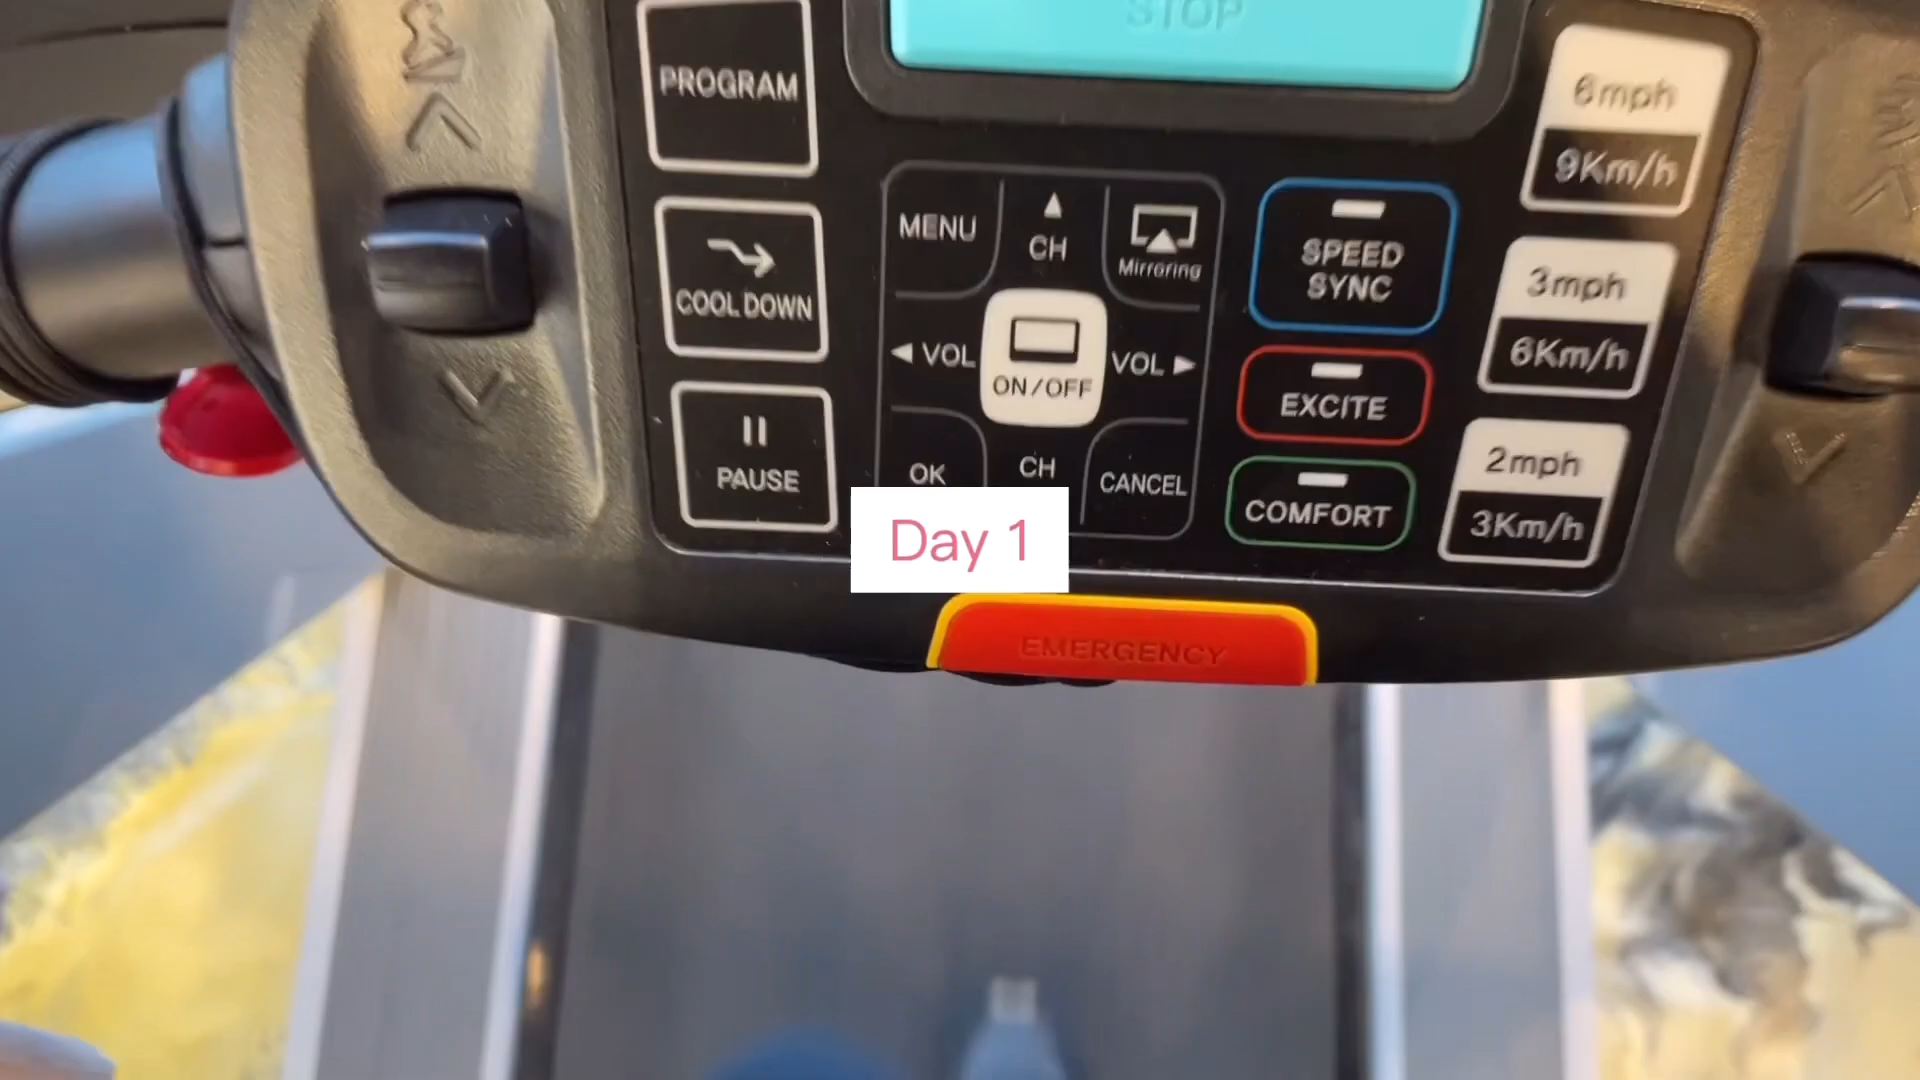 STOP
PROGRAM
6mph
9Km/h
MENU
CH
Mirroring
SPEED
SYNC
COOL DOWN
3mph
6Km/h
VOL
ON/OFF
VOL
EXCITE
PAUSE
OK
CH
CANCEL
COMFORT
2mph
3Km/h
Day 1
EMERGENCY